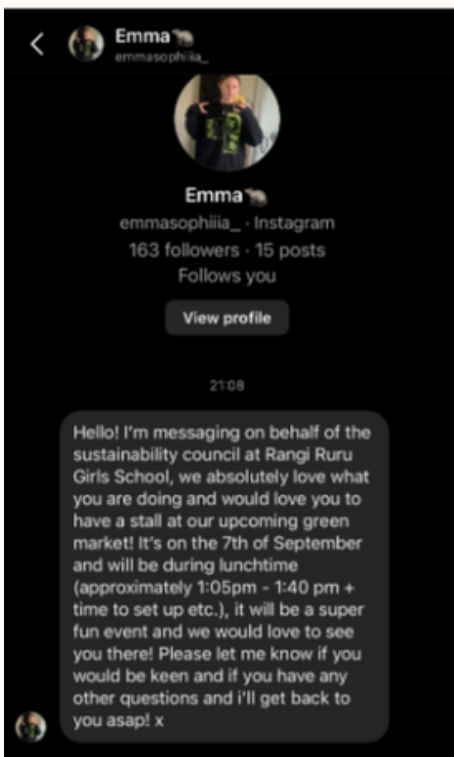 Emma🦡
emmasophiiia_
Emma🦡
emmasophiiia_ · Instagram
163 followers · 15 posts
Follows you
View profile
21:08
Hello! I'm messaging on behalf of the
sustainability council at Rangi Ruru
Girls School, we absolutely love what
you are doing and would love you to
have a stall at our upcoming green
market! It's on the 7th of September
and will be during lunchtime
(approximately 1:05pm - 1:40 pm +
time to set up etc.), it will be a super
fun event and we would love to see
you there! Please let me know if you
would be keen and if you have any
other questions and i'll get back to
you asap! x